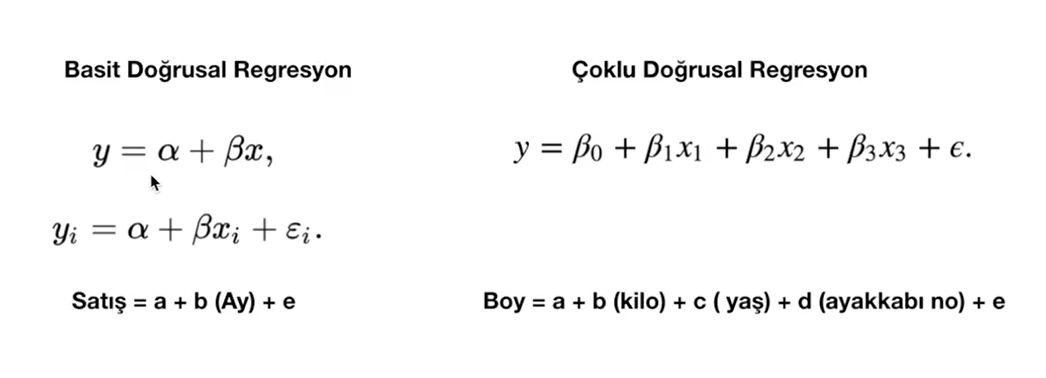 Basit Doğrusal Regresyon
y = α + βx,
yᵢ = α + βxᵢ + εᵢ.
Satış = a + b (Ay) + e
Çoklu Doğrusal Regresyon
y = β₀ + β₁x₁ + β₂x₂ + β₃x₃ + ϵ.
Boy = a + b (kilo) + c ( yaş) + d (ayakkabı no) + e